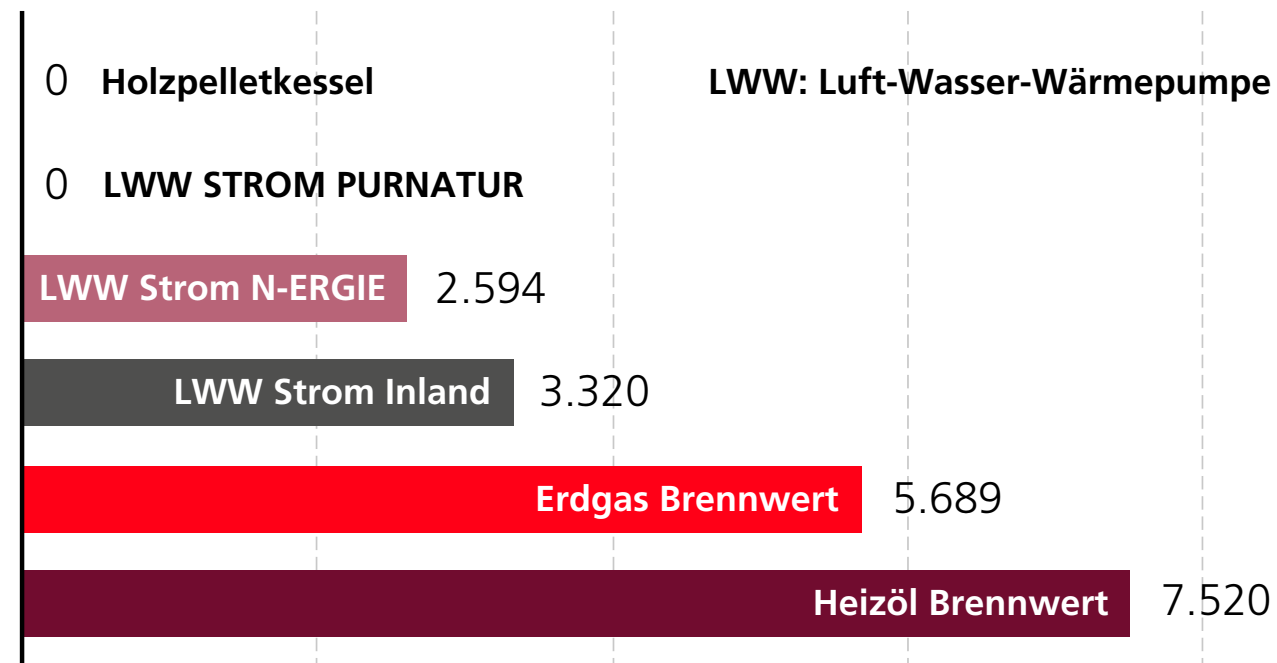 0 Holzpelletkessel LWW: Luft-Wasser-Wärmepumpe
0 LWW STROM PURNATUR
LWW Strom N-ERGIE 2.594
LWW Strom Inland 3.320
Erdgas Brennwert 5.689
Heizöl Brennwert 7.520